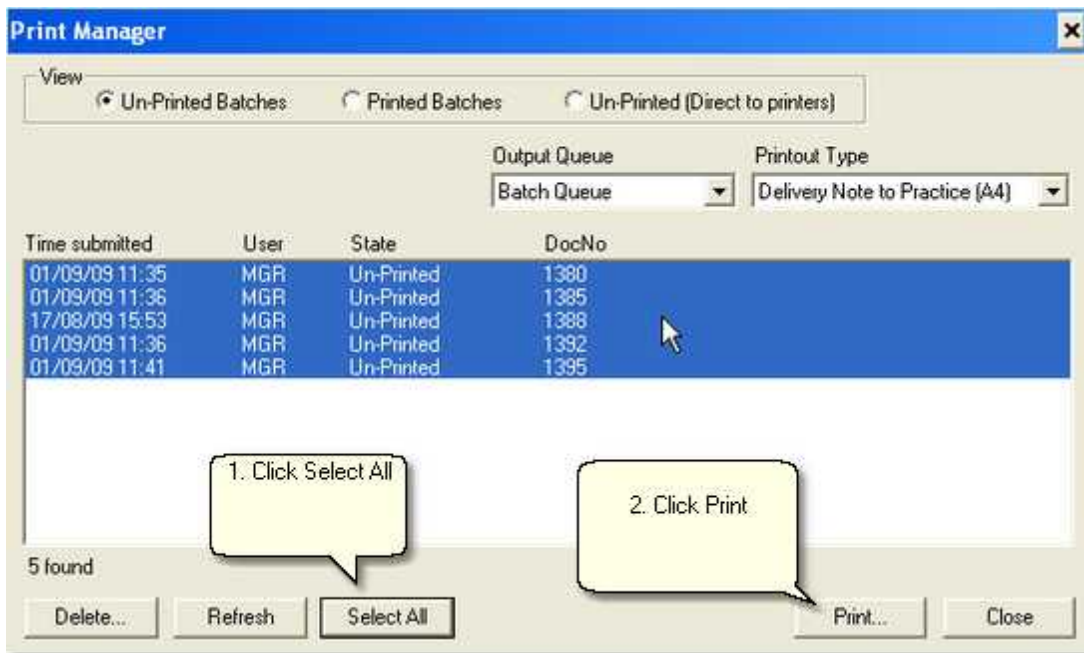 Print Manager
View
Un-Printed Batches Printed Batches Un-Printed (Direct to printers)
Output Queue Printout Type
Batch Queue Delivery Note to Practice (A4)
Time submitted User State DocNo
01/09/09 11:35 MGR Un-Printed 1380
01/09/09 11:36 MGR Un-Printed 1385
17/08/09 15:53 MGR Un-Printed 1388
01/09/09 11:36 MGR Un-Printed 1392
01/09/09 11:41 MGR Un-Printed 1395
1. Click Select All
2. Click Print
5 found
Delete... Refresh Select All Print... Close